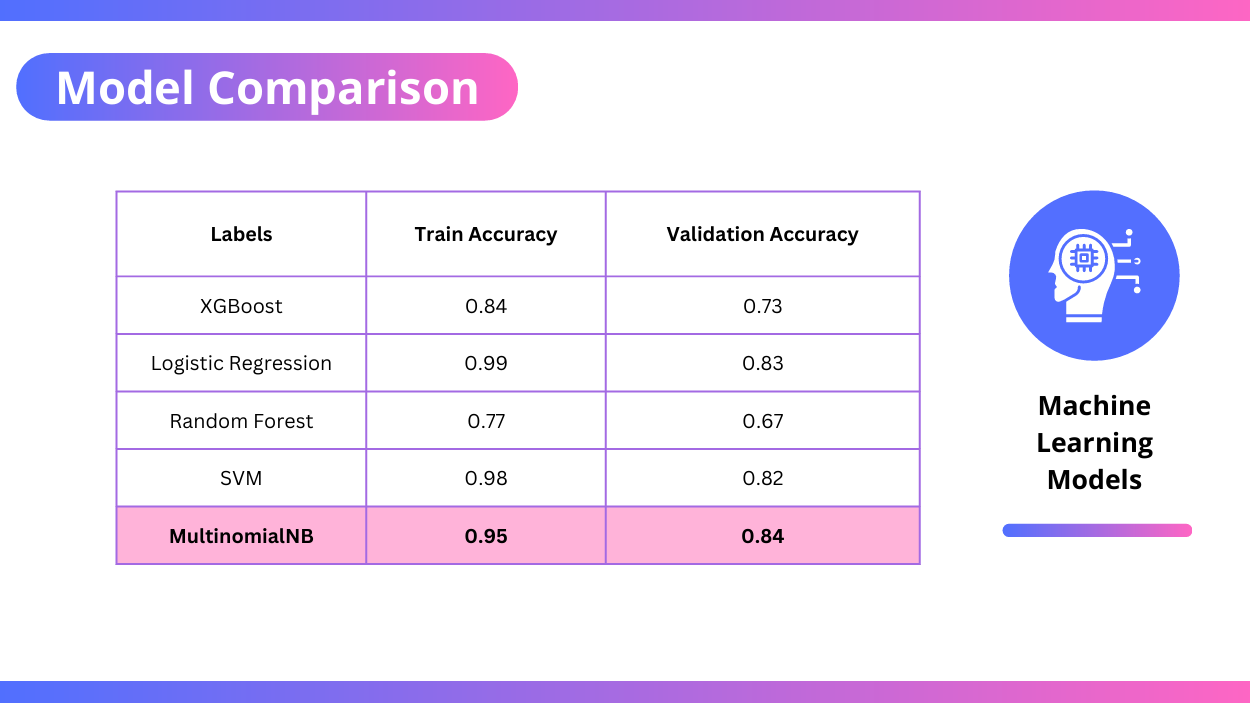 Model Comparison
Labels Train Accuracy Validation Accuracy
XGBoost 0.84 0.73
Logistic Regression 0.99 0.83
Random Forest 0.77 0.67
SVM 0.98 0.82
MultinomialNB 0.95 0.84
Machine
Learning
Models